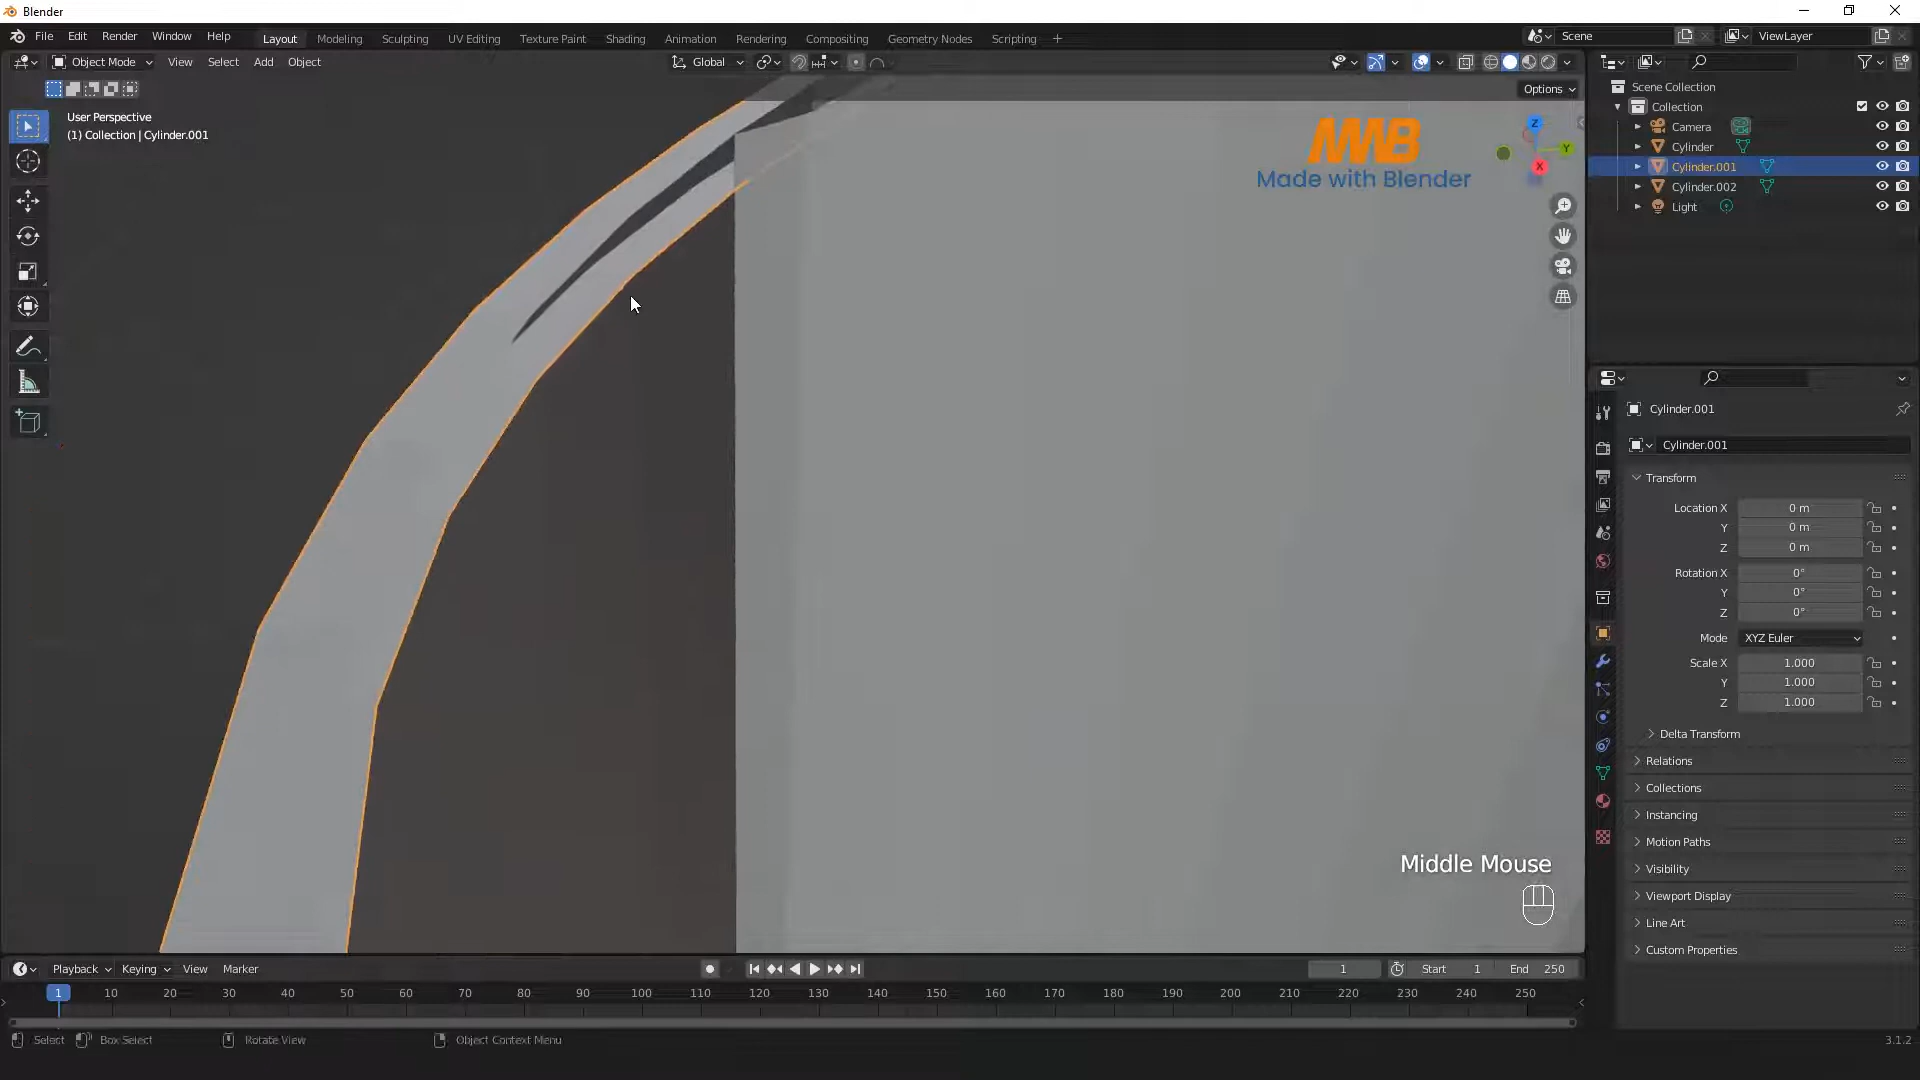 Blender
File Edit Render Window Help
Layout Modeling Sculpting UV Editing Texture Paint Shading Animation Rendering Compositing Geometry Nodes Scripting +
Scene
ViewLayer
Object Mode View Select Add Object
Global
Options
User Perspective
(1) Collection | Cylinder.001
MWB
Made with Blender
Z
Y
X
Scene Collection
Collection
Camera
Cylinder
Cylinder.001
Cylinder.002
Light
Cylinder.001
Cylinder.001
Transform
Location X 0 m
Y 0 m
Z 0 m
Rotation X 0°
Y 0°
Z 0°
Mode XYZ Euler
Scale X 1.000
Y 1.000
Z 1.000
Delta Transform
Relations
Collections
Instancing
Motion Paths
Visibility
Viewport Display
Line Art
Custom Properties
Middle Mouse
Playback Keying View Marker
1 Start 1 End 250
1 10 20 30 40 50 60 70 80 90 100 110 120 130 140 150 160 170 180 190 200 210 220 230 240 250
Select Box Select Rotate View Object Context Menu
3.1.2